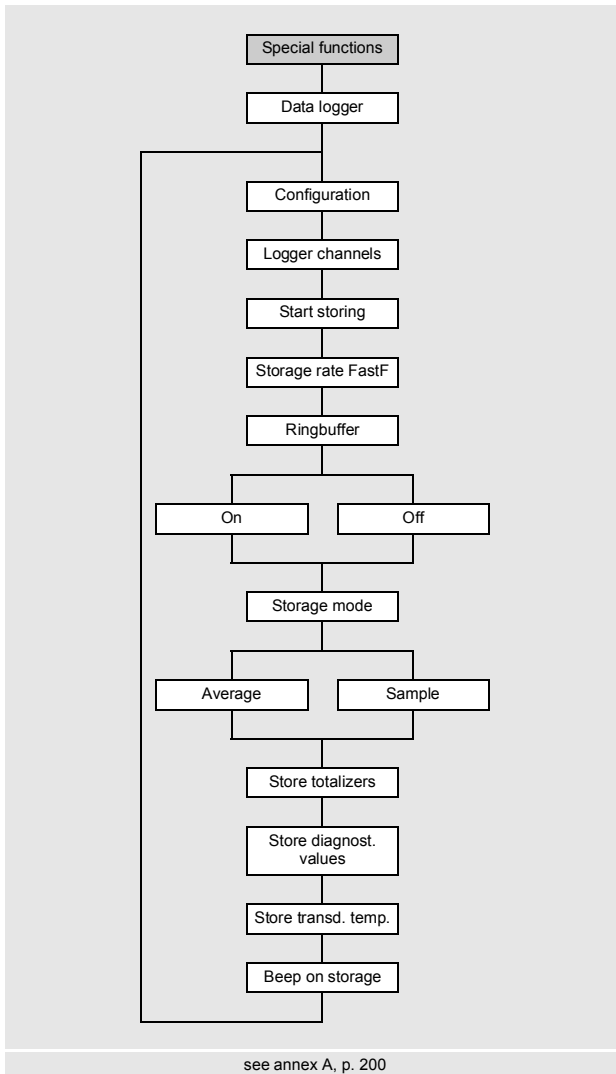 Special functions
Data logger
Configuration
Logger channels
Start storing
Storage rate FastF
Ringbuffer
On
Off
Storage mode
Average
Sample
Store totalizers
Store diagnost.
values
Store transd. temp.
Beep on storage
see annex A, p. 200